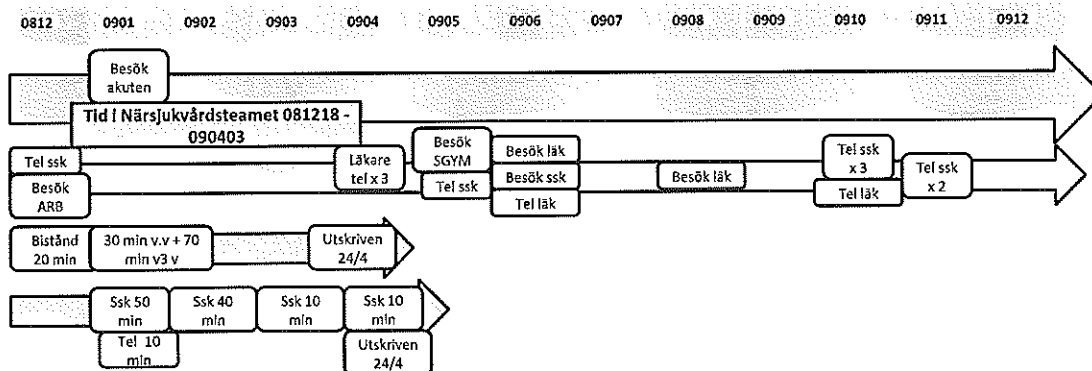 0812 0901 0902 0903 0904 0905 0906 0907 0908 0909 0910 0911 0912
Besök
akuten
Tid i Närsjukvårdsteamet 081218 -
090403
Tel ssk
Besök
ARB
Läkare
tel x 3
Besök
SGYM
Tel ssk
Besök läk
Besök ssk
Tel läk
Besök läk
Tel ssk
x 3
Tel läk
Tel ssk
x 2
Bistånd
20 min
30 min v.v + 70
min v3 v
Utskriven
24/4
Ssk 50
min
Tel 10
min
Ssk 40
min
Ssk 10
min
Ssk 10
min
Utskriven
24/4